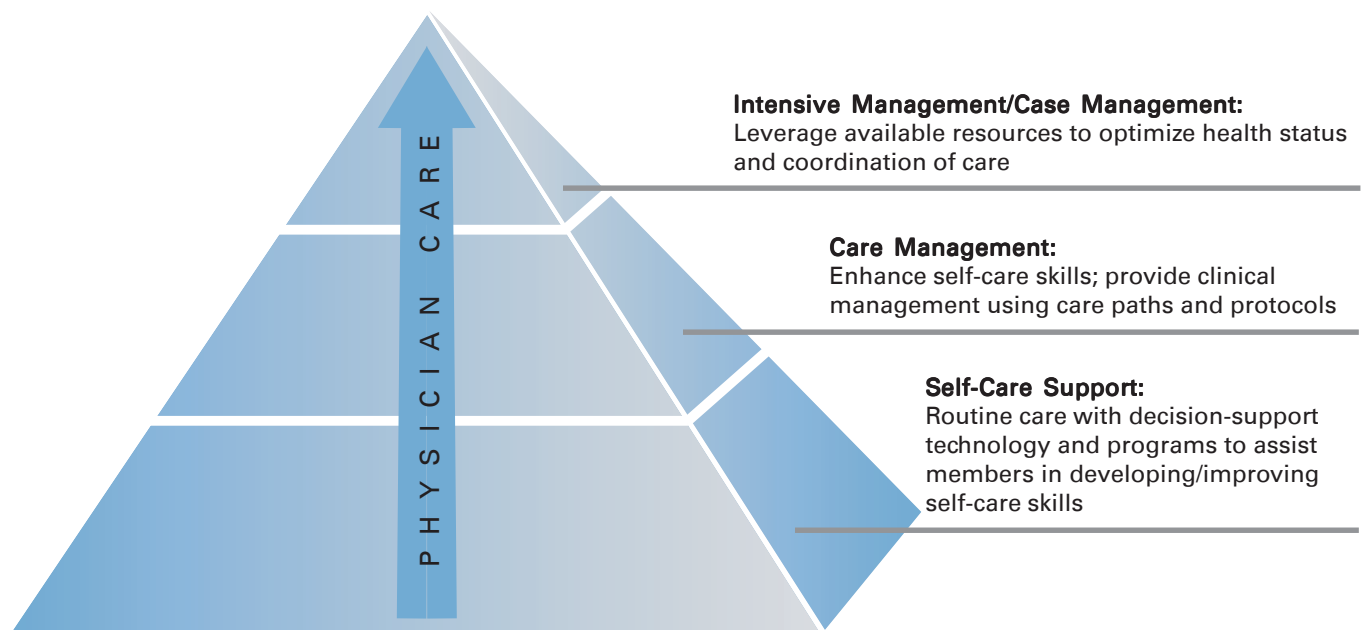 PHYSICIAN CARE
Intensive Management/Case Management:
Leverage available resources to optimize health status
and coordination of care
Care Management:
Enhance self-care skills; provide clinical
management using care paths and protocols
Self-Care Support:
Routine care with decision-support
technology and programs to assist
members in developing/improving
self-care skills